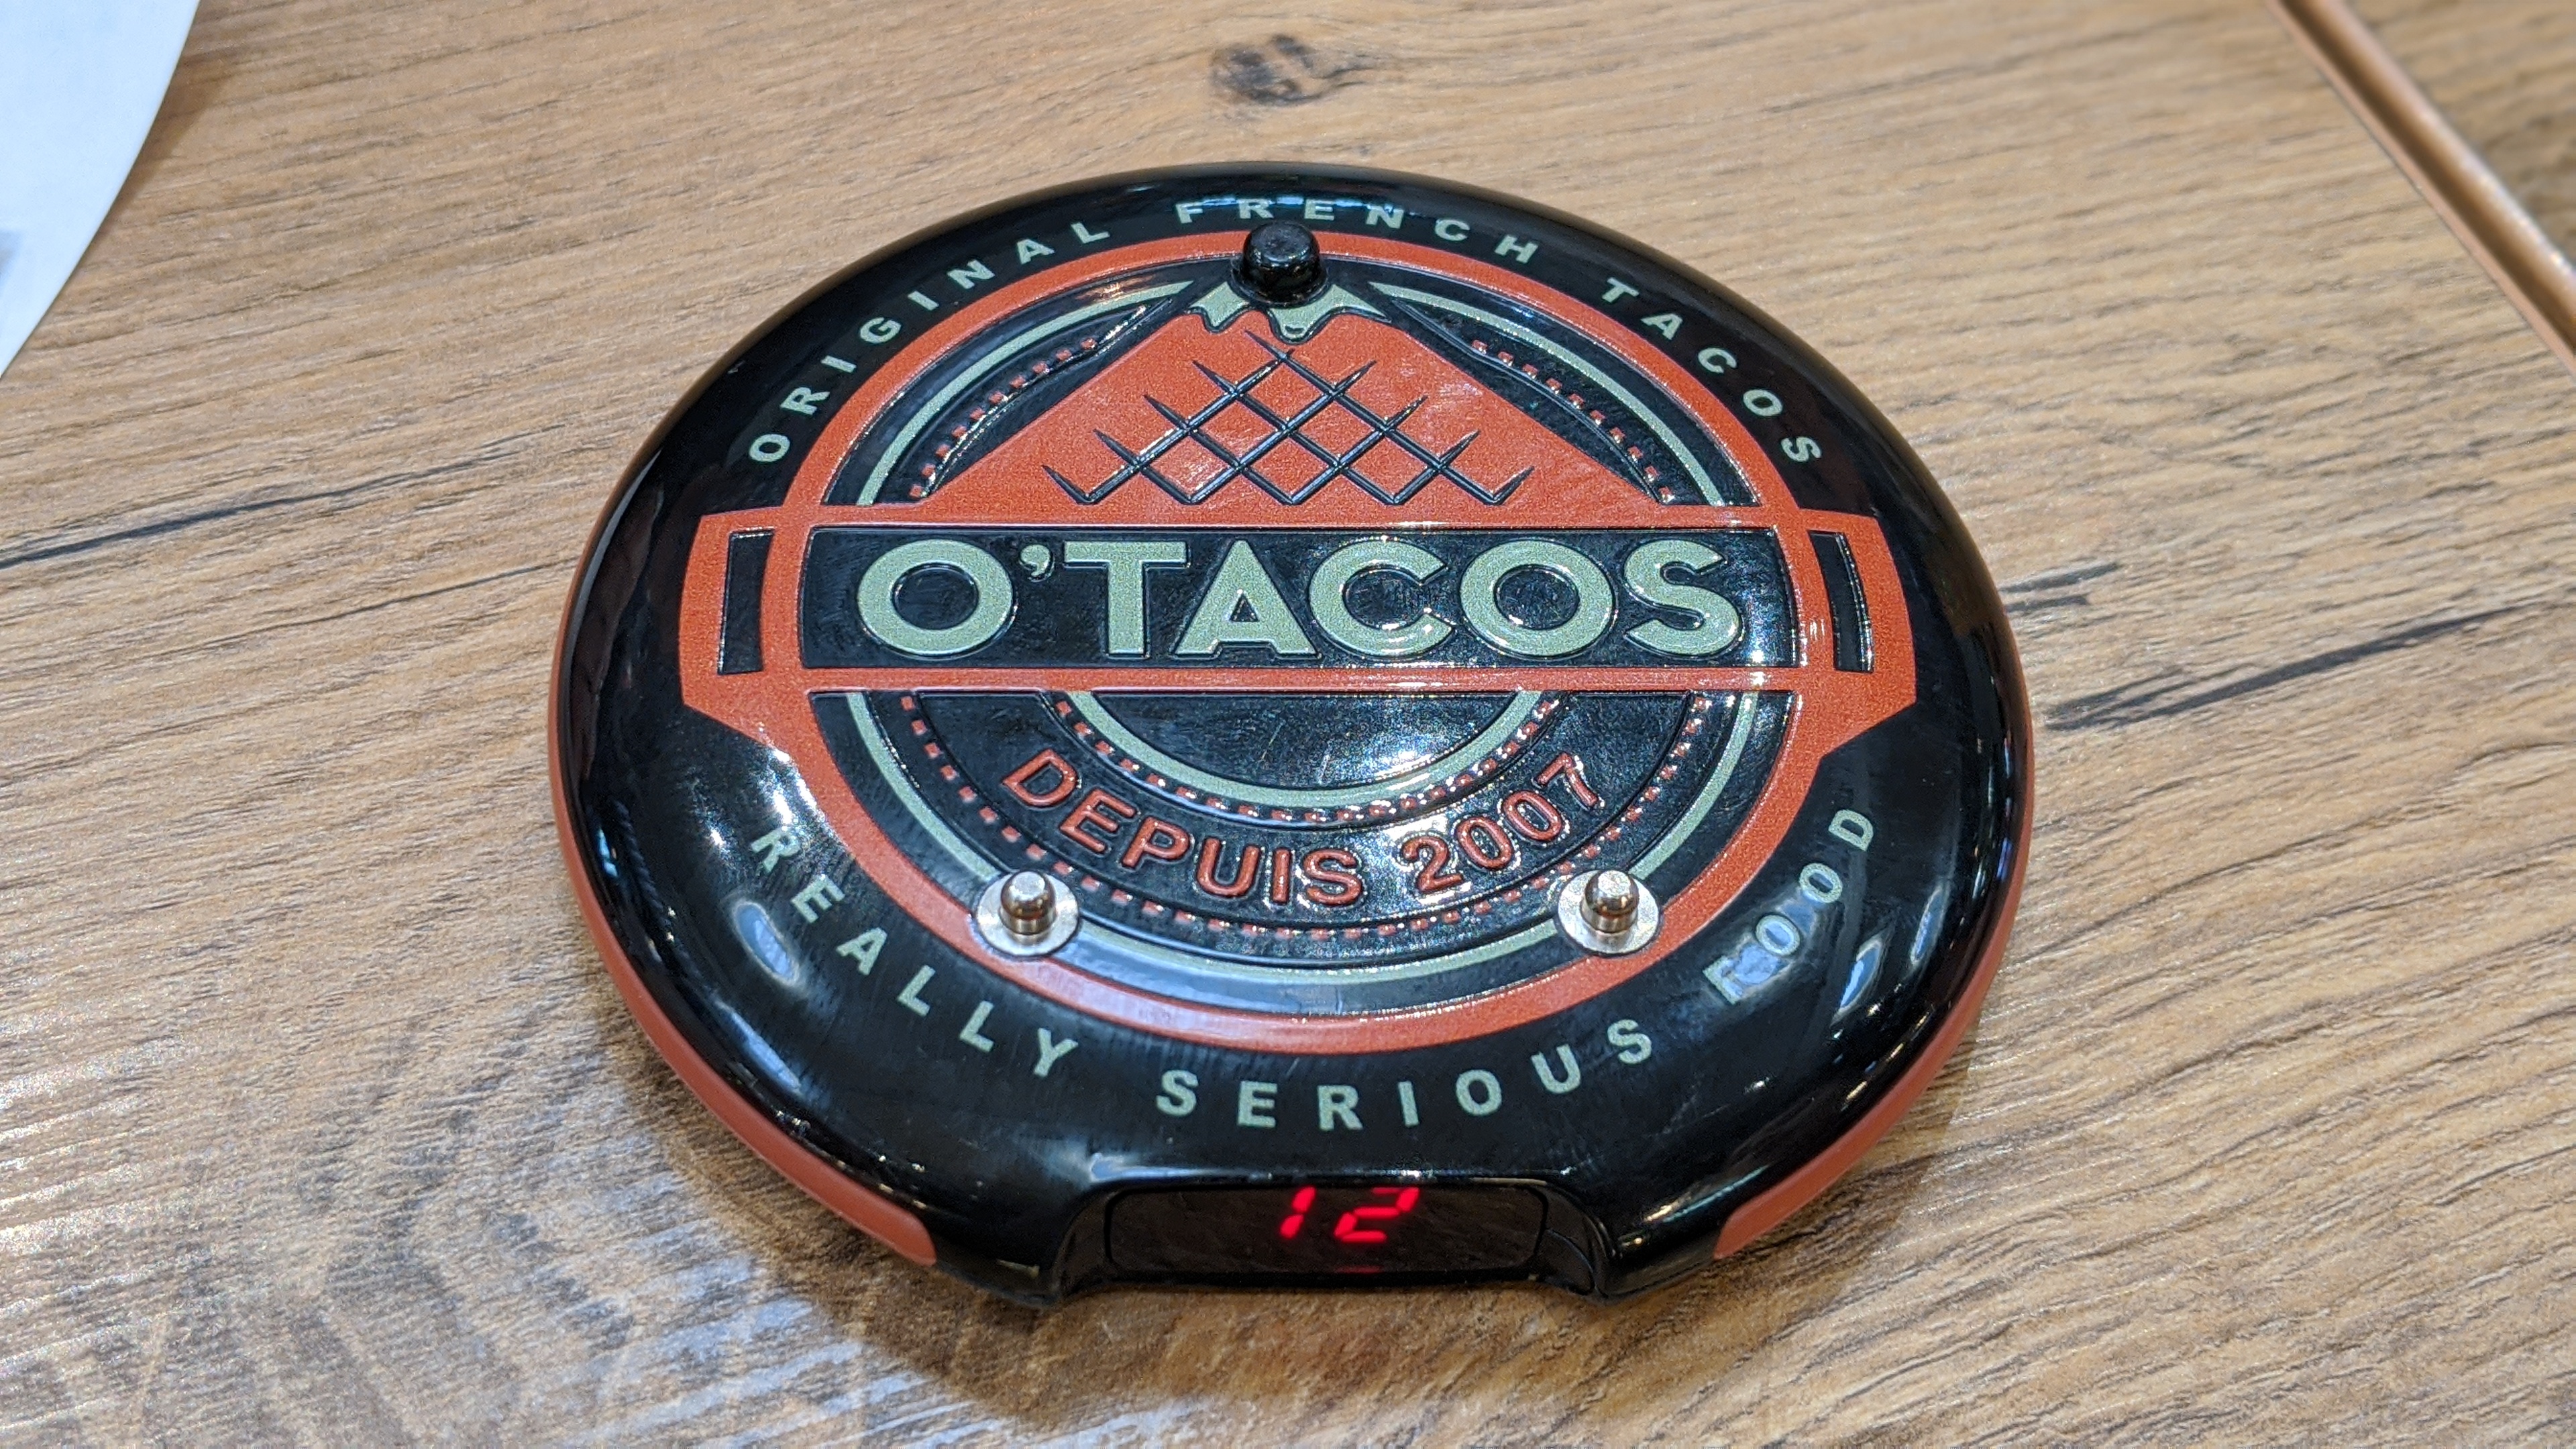 ORIGINAL FRENCH TACOS
O'TACOS
DEPUIS 2007
REALLY SERIOUS FOOD
12